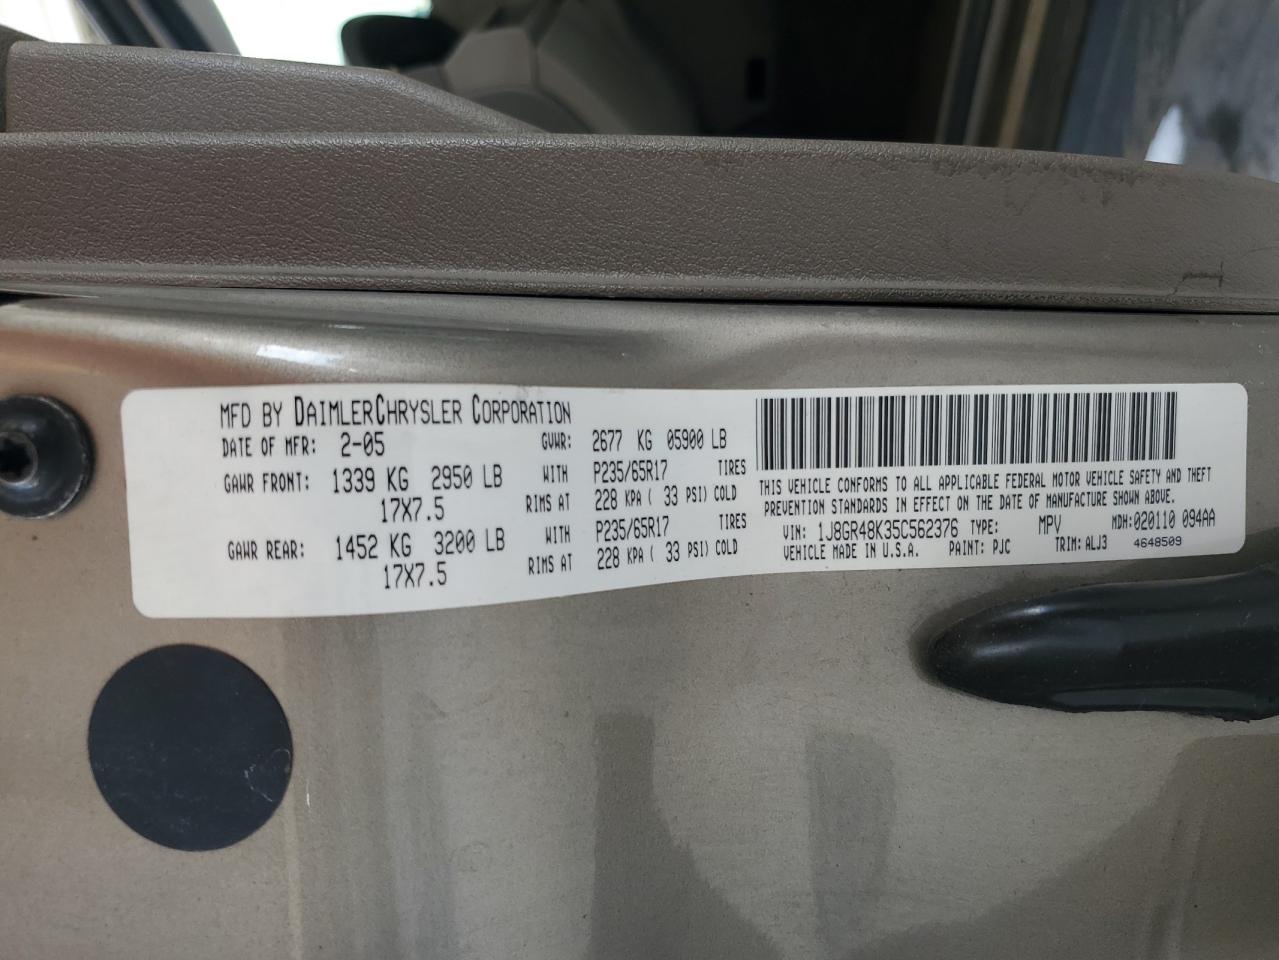 MFD BY DAIMLERCHRYSLER CORPORATION
DATE OF MFR: 2-05 GVWR: 2677 KG 05900 LB
GAWR FRONT: 1339 KG 2950 LB WITH P235/65R17 TIRES
17X7.5 RIMS AT 228 KPA ( 33 PSI) COLD
GAWR REAR: 1452 KG 3200 LB WITH P235/65R17 TIRES
17X7.5 RIMS AT 228 KPA ( 33 PSI) COLD
THIS VEHICLE CONFORMS TO ALL APPLICABLE FEDERAL MOTOR VEHICLE SAFETY AND THEFT
PREVENTION STANDARDS IN EFFECT ON THE DATE OF MANUFACTURE SHOWN ABOVE.
VIN: 1J8GR48K35C562376 TYPE: MPV MDH:020110 094AA
VEHICLE MADE IN U.S.A. PAINT: PJC TRIM: ALJ3 4648509